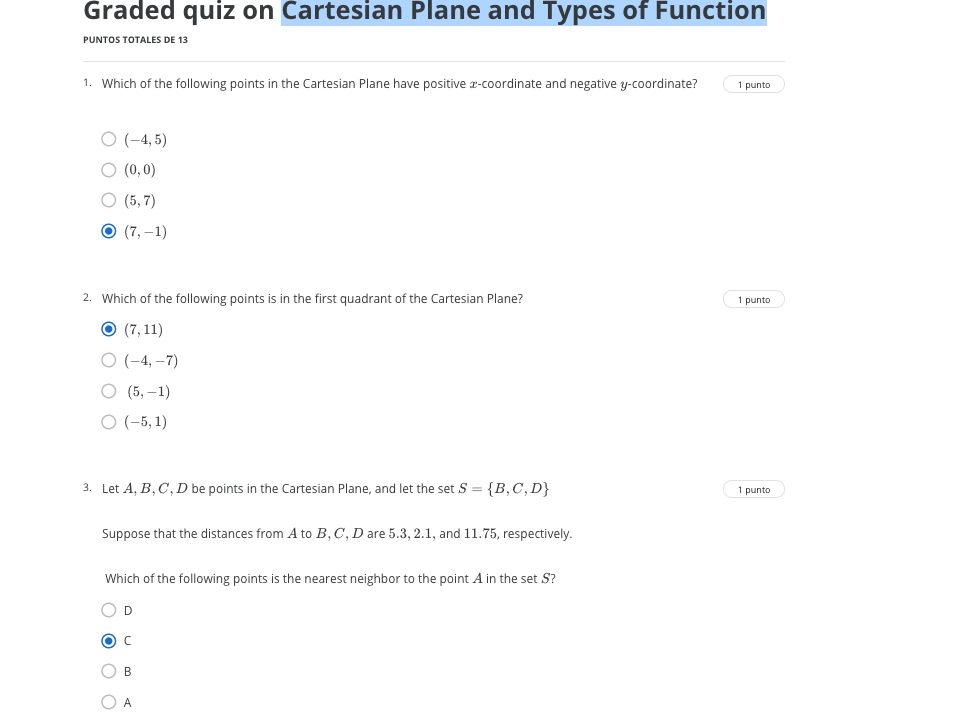 Graded quiz on Cartesian Plane and Types of Function
PUNTOS TOTALES DE 13
1. Which of the following points in the Cartesian Plane have positive x-coordinate and negative y-coordinate? 1 punto
(−4, 5)
(0, 0)
(5, 7)
(7, −1)
2. Which of the following points is in the first quadrant of the Cartesian Plane? 1 punto
(7, 11)
(−4, −7)
(5, −1)
(−5, 1)
3. Let A, B, C, D be points in the Cartesian Plane, and let the set S = {B, C, D} 1 punto
Suppose that the distances from A to B, C, D are 5.3, 2.1, and 11.75, respectively.
Which of the following points is the nearest neighbor to the point A in the set S?
D
C
B
A